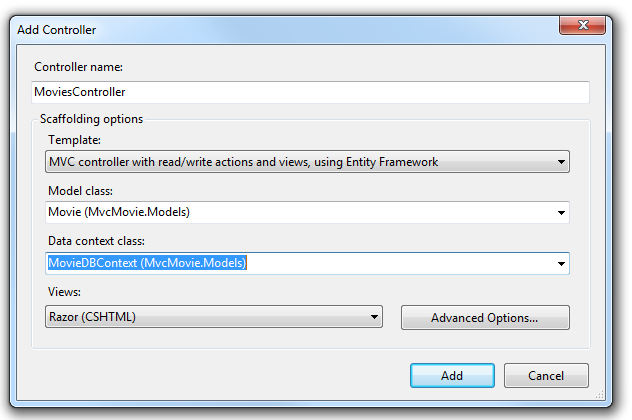 Add Controller
Controller name:
MoviesController
Scaffolding options
Template:
MVC controller with read/write actions and views, using Entity Framework
Model class:
Movie (MvcMovie.Models)
Data context class:
MovieDBContext (MvcMovie.Models)
Views:
Razor (CSHTML)
Advanced Options...
Add
Cancel